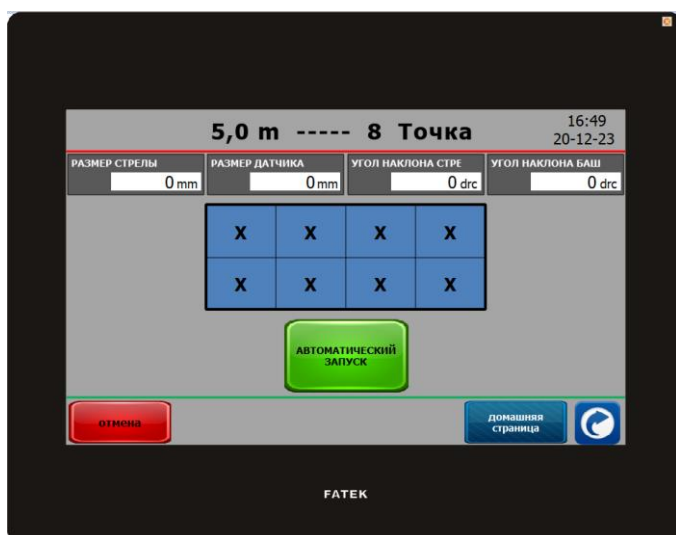 5,0 m ----- 8 Точка
16:49
20-12-23
РАЗМЕР СТРЕЛЫ
0 mm
РАЗМЕР ДАТЧИКА
0 mm
УГОЛ НАКЛОНА СТРЕ
0 drc
УГОЛ НАКЛОНА БАШ
0 drc
X X X X
X X X X
АВТОМАТИЧЕСКИЙ
ЗАПУСК
отмена
домашняя
страница
FATEK